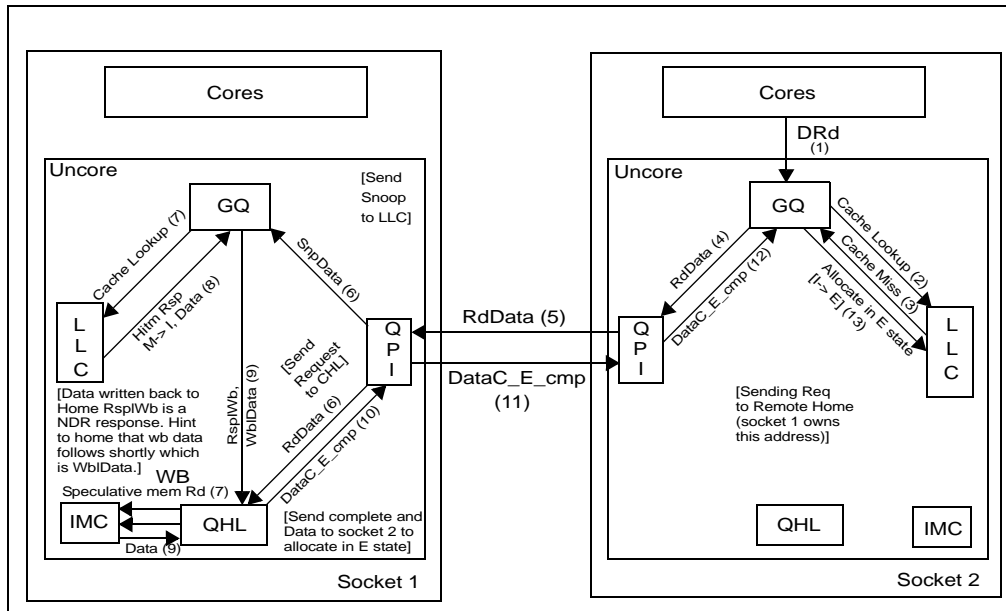 Cores
Uncore
GQ
[Send
Snoop
to LLC]
Cache Lookup (7)
Hitm Rsp
M-> I, Data (8)
SnpData (6)
L
L
C
Q
P
I
[Send
Request
to CHL]
RspIWb,
WbIData (9)
RdData (6)
DataC_E_cmp (10)
[Data written back to
Home RspIWb is a
NDR response. Hint
to home that wb data
follows shortly which
is WbIData.]
WB
Speculative mem Rd (7)
IMC
QHL
Data (9)
[Send complete and
Data to socket 2 to
allocate in E state]
Socket 1
RdData (5)
DataC_E_cmp
(11)
Cores
DRd
(1)
Uncore
GQ
Cache Lookup (2)
Cache Miss (3)
Allocate in E state
[I-> E] (13)
RdData (4)
DataC_E_cmp (12)
Q
P
I
L
L
C
[Sending Req
to Remote Home
(socket 1 owns
this address)]
QHL
IMC
Socket 2